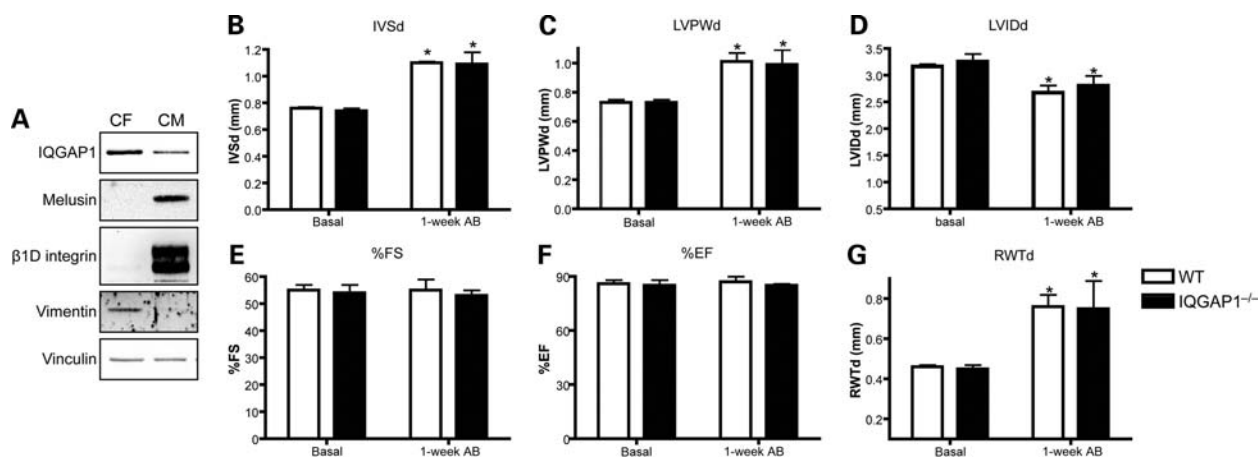 A
CF CM
IQGAP1
Melusin
β1D integrin
Vimentin
Vinculin
B
IVSd
IVSd (mm)
1.2
1.0
0.8
0.6
0.4
0.2
0.0
* *
Basal 1-week AB
C
LVPWd
LVPWd (mm)
1.0
0.8
0.6
0.4
0.2
0.0
* *
Basal 1-week AB
D
LVIDd
LVIDd (mm)
3.5
3.0
2.5
2.0
1.5
1.0
0.5
* *
basal 1-week AB
E
%FS
%FS
60
50
40
30
20
10
0
Basal 1-week AB
F
%EF
%EF
90
60
30
0
Basal 1-week AB
G
RWTd
RWTd (mm)
0.8
0.6
0.4
0.2
* *
Basal 1-week AB
WT
IQGAP1–/–